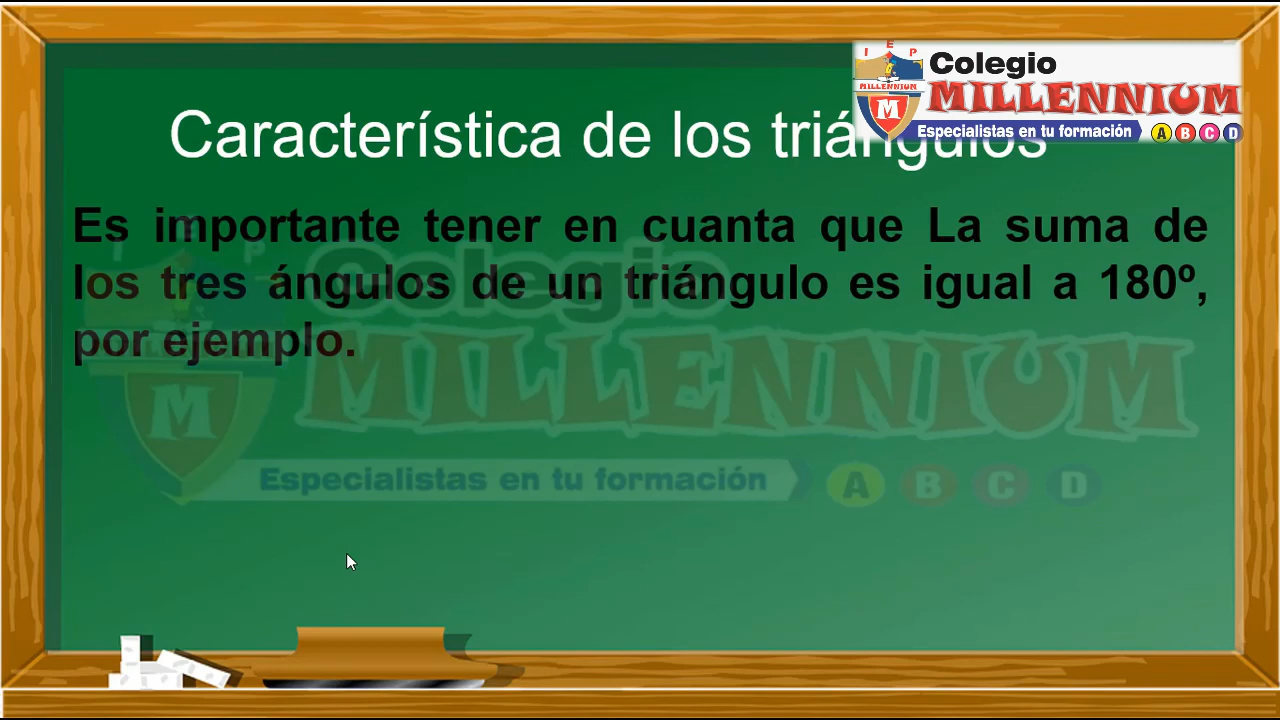 I E P
Colegio
MILLENNIUM
MILLENNIUM
M
Especialistas en tu formación A B C D
Característica de los triángulos
Es importante tener en cuanta que La suma de
los tres ángulos de un triángulo es igual a 180º,
por ejemplo.
I E P
Colegio
MILLENNIUM
M
Especialistas en tu formación A B C D